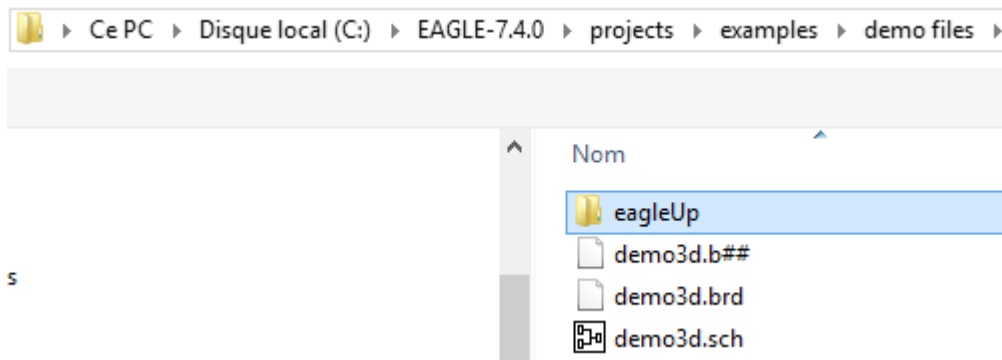 Ce PC Disque local (C:) EAGLE-7.4.0 projects examples demo files
Nom
eagleUp
demo3d.b##
s
demo3d.brd
demo3d.sch